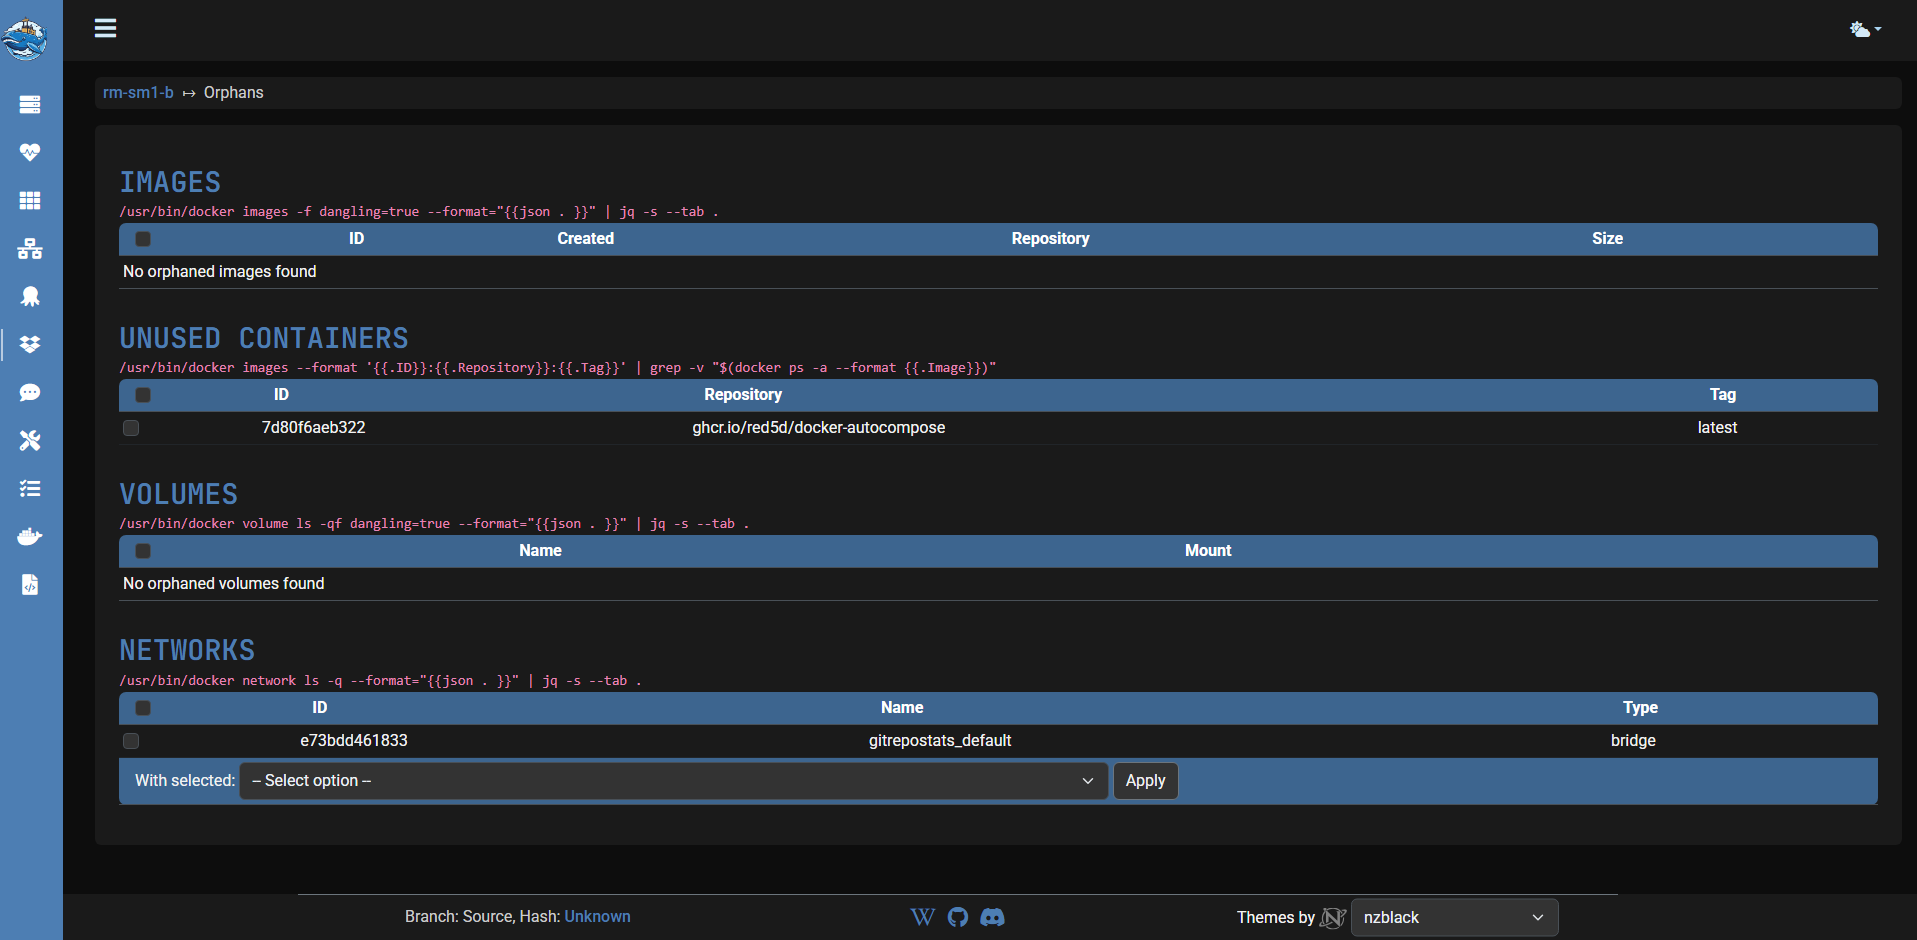 rm-sm1-b ↦ Orphans
IMAGES
/usr/bin/docker images -f dangling=true --format="{{json . }}" | jq -s --tab .
ID Created Repository Size
No orphaned images found
UNUSED CONTAINERS
/usr/bin/docker images --format '{{.ID}}:{{.Repository}}:{{.Tag}}' | grep -v "$(docker ps -a --format {{.Image}})"
ID Repository Tag
7d80f6aeb322 ghcr.io/red5d/docker-autocompose latest
VOLUMES
/usr/bin/docker volume ls -qf dangling=true --format="{{json . }}" | jq -s --tab .
Name Mount
No orphaned volumes found
NETWORKS
/usr/bin/docker network ls -q --format="{{json . }}" | jq -s --tab .
ID Name Type
e73bdd461833 gitrepostats_default bridge
With selected: -- Select option -- Apply
Branch: Source, Hash: Unknown W Themes by N nzblack